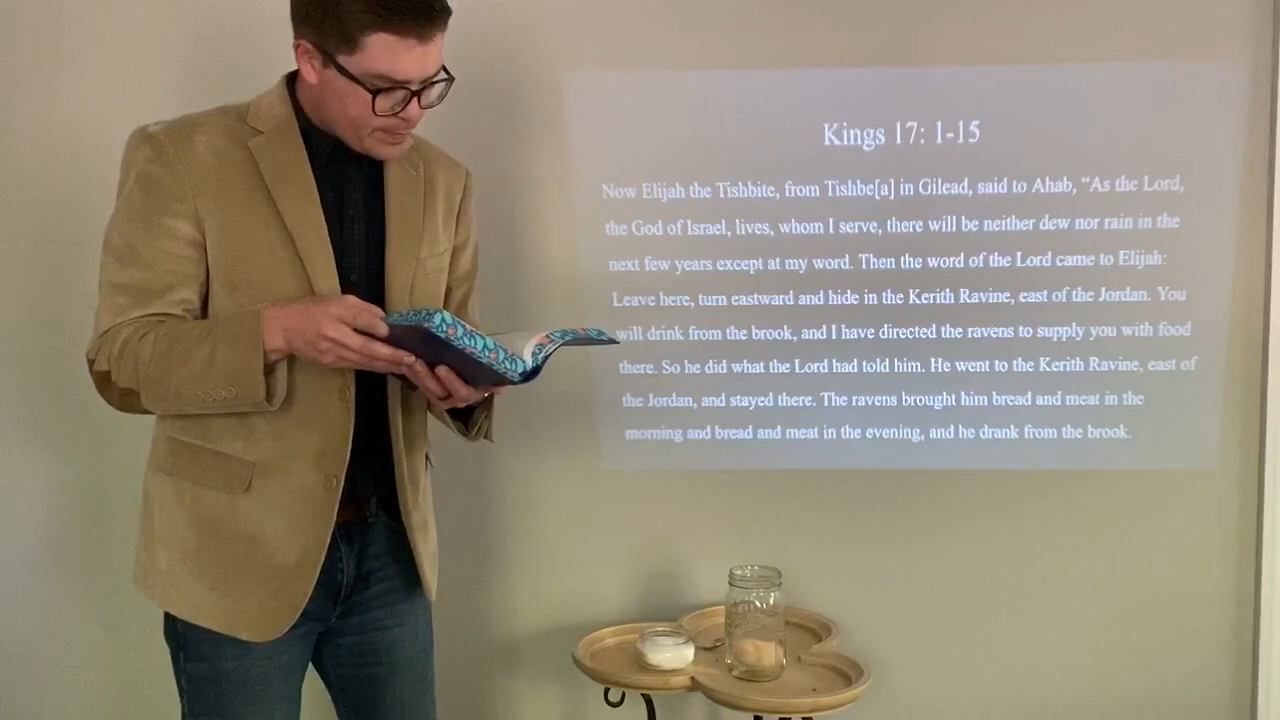 Kings 17: 1-15
Now Elijah the Tishbite, from Tishbe[a] in Gilead, said to Ahab, “As the Lord,
the God of Israel, lives, whom I serve, there will be neither dew nor rain in the
next few years except at my word. Then the word of the Lord came to Elijah:
Leave here, turn eastward and hide in the Kerith Ravine, east of the Jordan. You
will drink from the brook, and I have directed the ravens to supply you with food
there. So he did what the Lord had told him. He went to the Kerith Ravine, east of
the Jordan, and stayed there. The ravens brought him bread and meat in the
morning and bread and meat in the evening, and he drank from the brook.